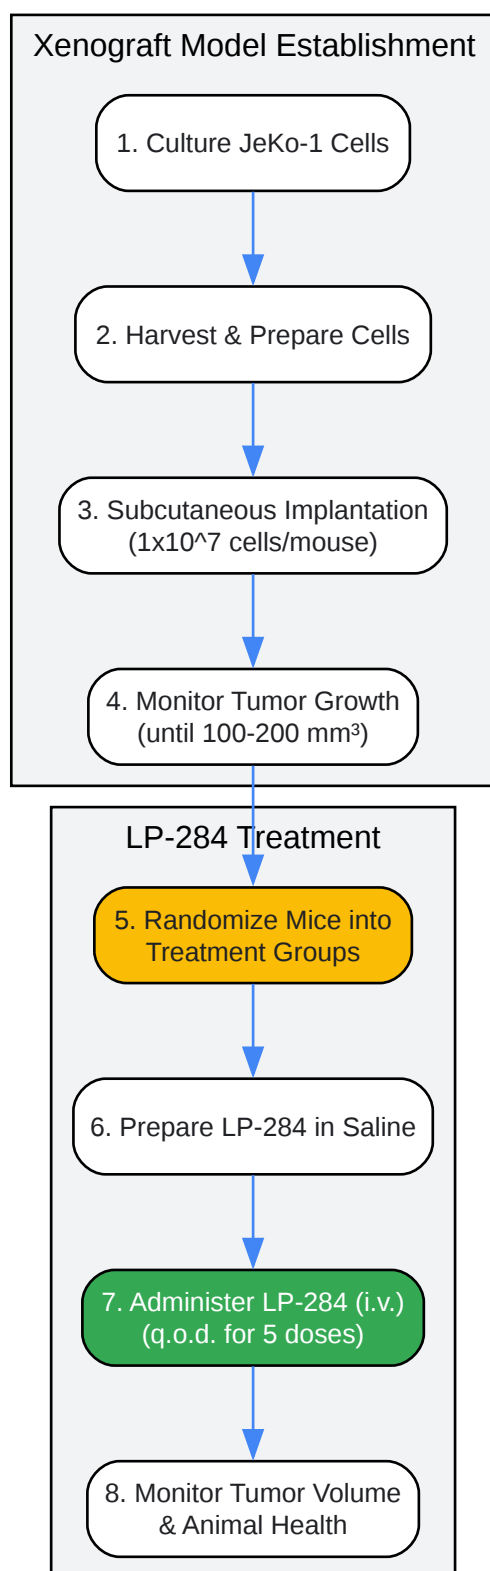 Xenograft Model Establishment
1. Culture JeKo-1 Cells
2. Harvest & Prepare Cells
3. Subcutaneous Implantation
(1x10^7 cells/mouse)
4. Monitor Tumor Growth
(until 100-200 mm³)
LP-284 Treatment
5. Randomize Mice into
Treatment Groups
6. Prepare LP-284 in Saline
7. Administer LP-284 (i.v.)
(q.o.d. for 5 doses)
8. Monitor Tumor Volume
& Animal Health